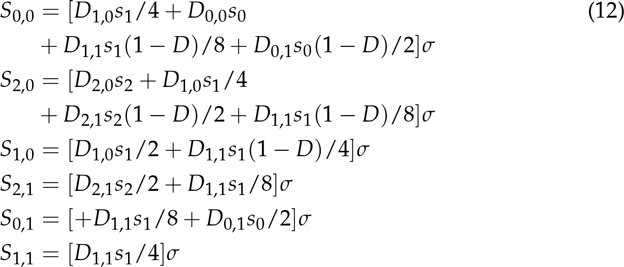 S_{0,0} = [D_{1,0}s_1/4 + D_{0,0}s_0 (12)
+ D_{1,1}s_1(1 − D)/8 + D_{0,1}s_0(1 − D)/2]σ
S_{2,0} = [D_{2,0}s_2 + D_{1,0}s_1/4
+ D_{2,1}s_2(1 − D)/2 + D_{1,1}s_1(1 − D)/8]σ
S_{1,0} = [D_{1,0}s_1/2 + D_{1,1}s_1(1 − D)/4]σ
S_{2,1} = [D_{2,1}s_2/2 + D_{1,1}s_1/8]σ
S_{0,1} = [+D_{1,1}s_1/8 + D_{0,1}s_0/2]σ
S_{1,1} = [D_{1,1}s_1/4]σ